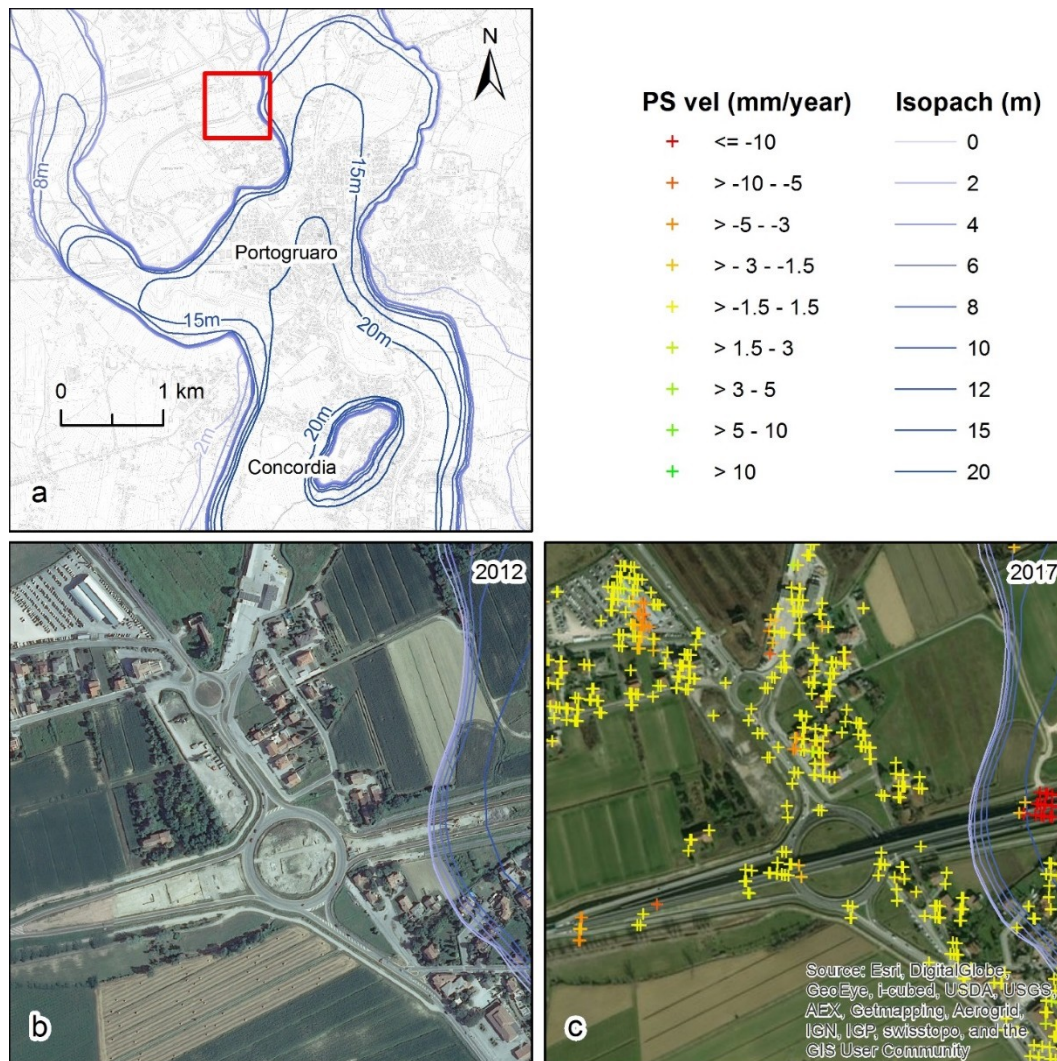 N
8m
15m
Portogruaro
15m
20m
0 1 km
2m
20m
Concordia
a
PS vel (mm/year) Isopach (m)
<= -10 0
> -10 - -5 2
> -5 - -3 4
> - 3 - -1.5 6
> -1.5 - 1.5 8
> 1.5 - 3 10
> 3 - 5 12
> 5 - 10 15
> 10 20
2012
b
2017
c
Source: Esri, DigitalGlobe,
GeoEye, i-cubed, USDA, USGS,
AEX, Getmapping, Aerogrid,
IGN, IGP, swisstopo, and the
GIS User Community